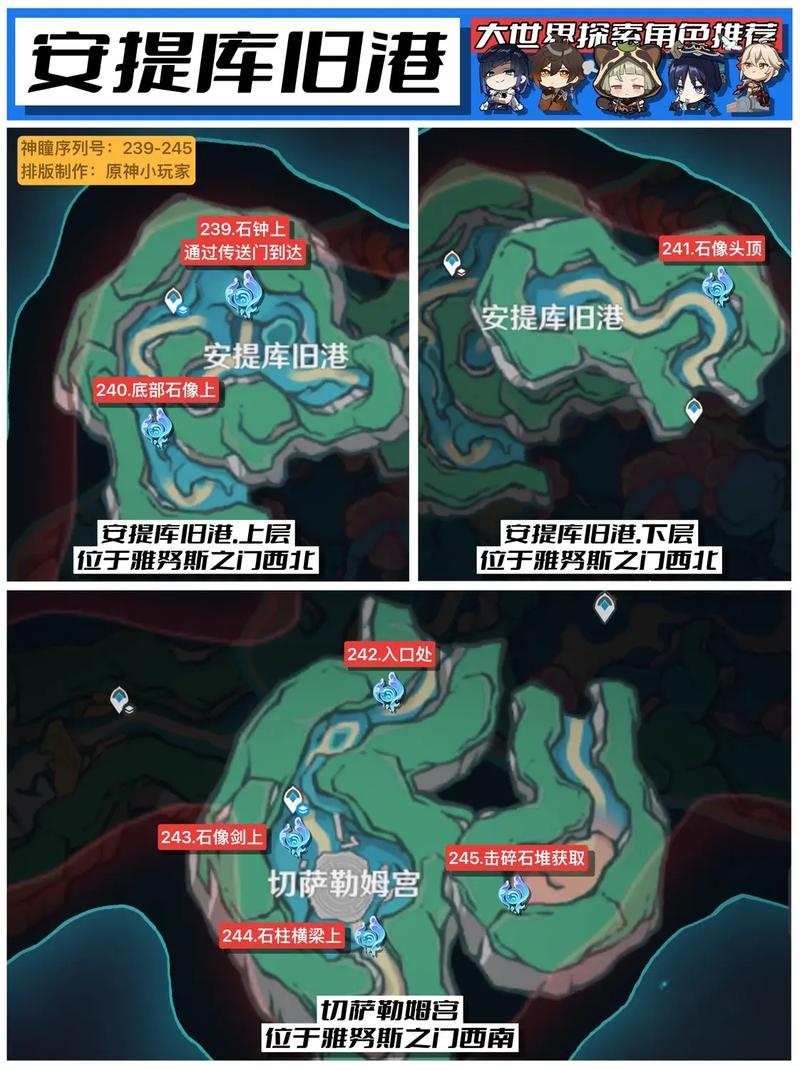 安提库旧港
大世界探索角色推荐
神瞳序列号：239-245
排版制作：原神小玩家
239.石钟上
通过传送门到达
安提库旧港
240.底部石像上
安提库旧港.上层
位于雅努斯之门西北
241.石像头顶
安提库旧港
安提库旧港.下层
位于雅努斯之门西北
242.入口处
243.石像剑上
245.击碎石堆获取
切萨勒姆宫
244.石柱横梁上
切萨勒姆宫
位于雅努斯之门西南